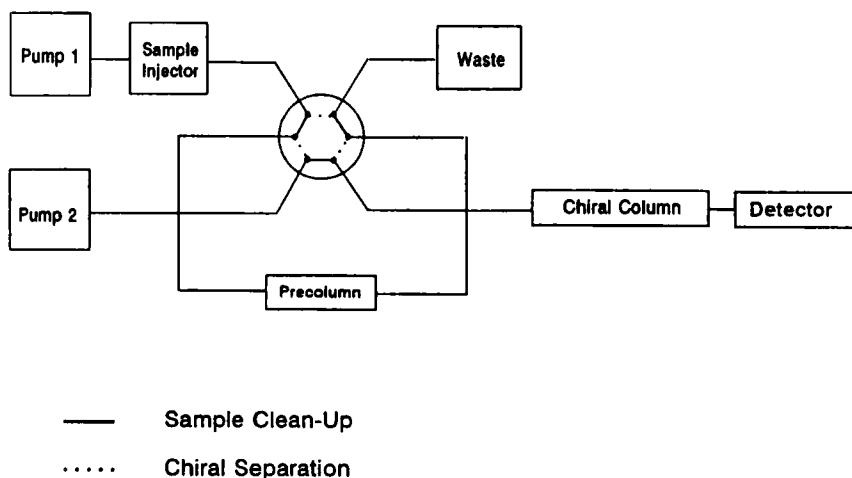 Pump 1
Sample
Injector
Waste
Pump 2
Chiral Column
Detector
Precolumn
Sample Clean-Up
Chiral Separation